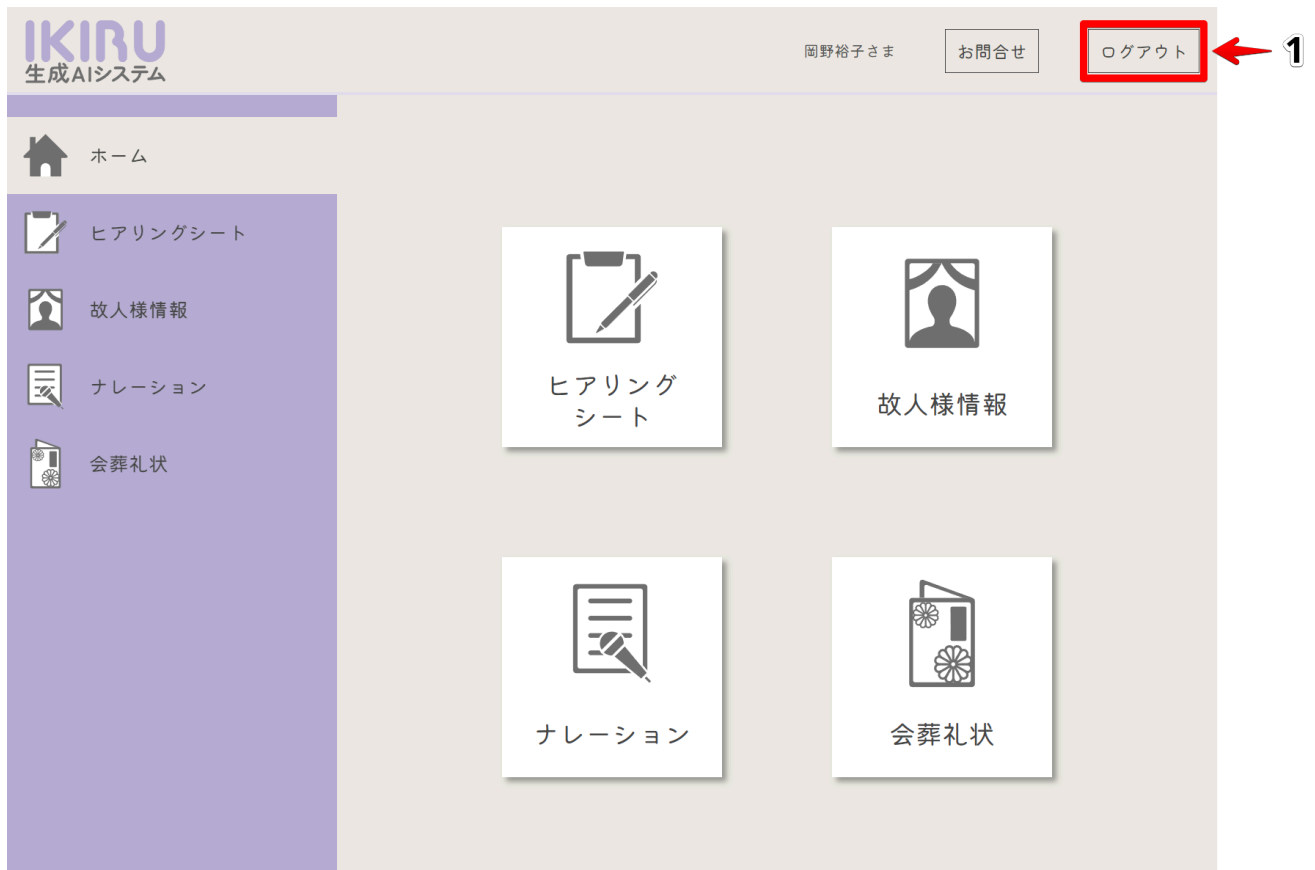 IKIRU
生成AIシステム
岡野裕子さま
お問合せ
ログアウト
1
ホーム
ヒアリングシート
故人様情報
ナレーション
会葬礼状
ヒアリング
シート
故人様情報
ナレーション
会葬礼状